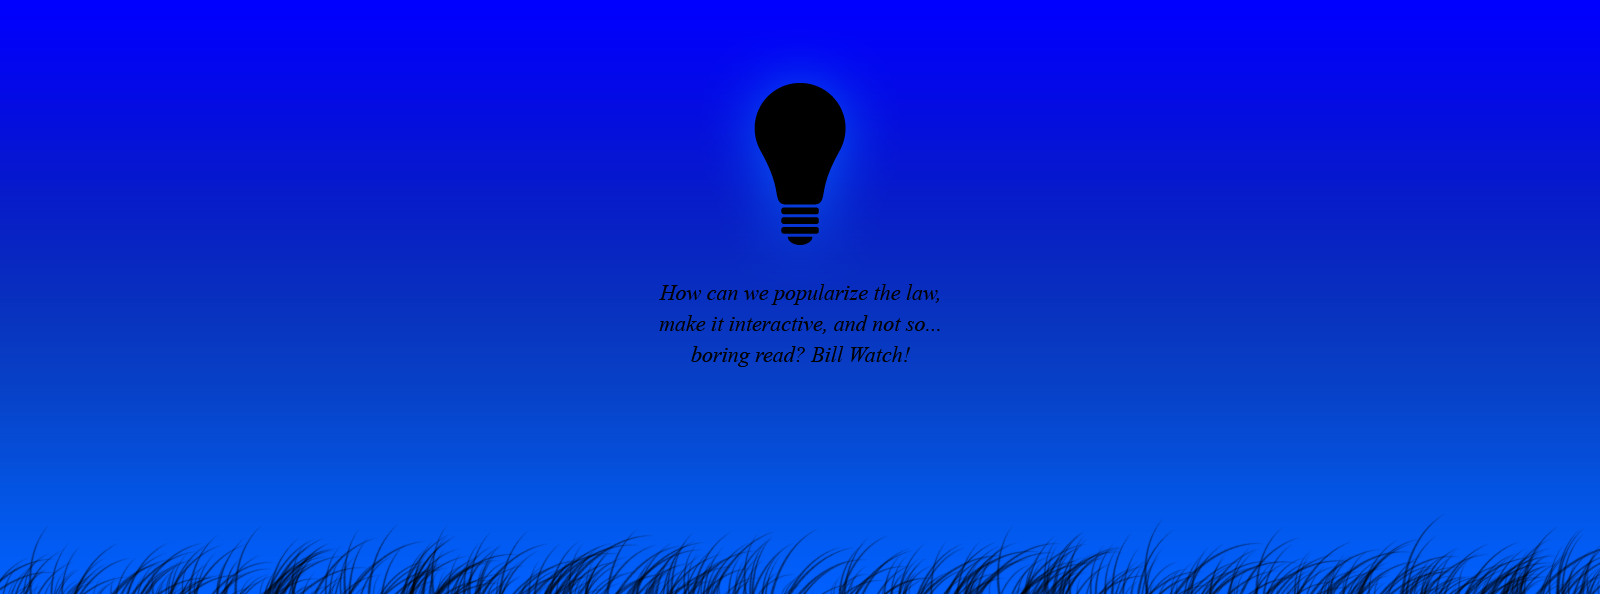 How can we popularize the law,
make it interactive, and not so...
boring read? Bill Watch!